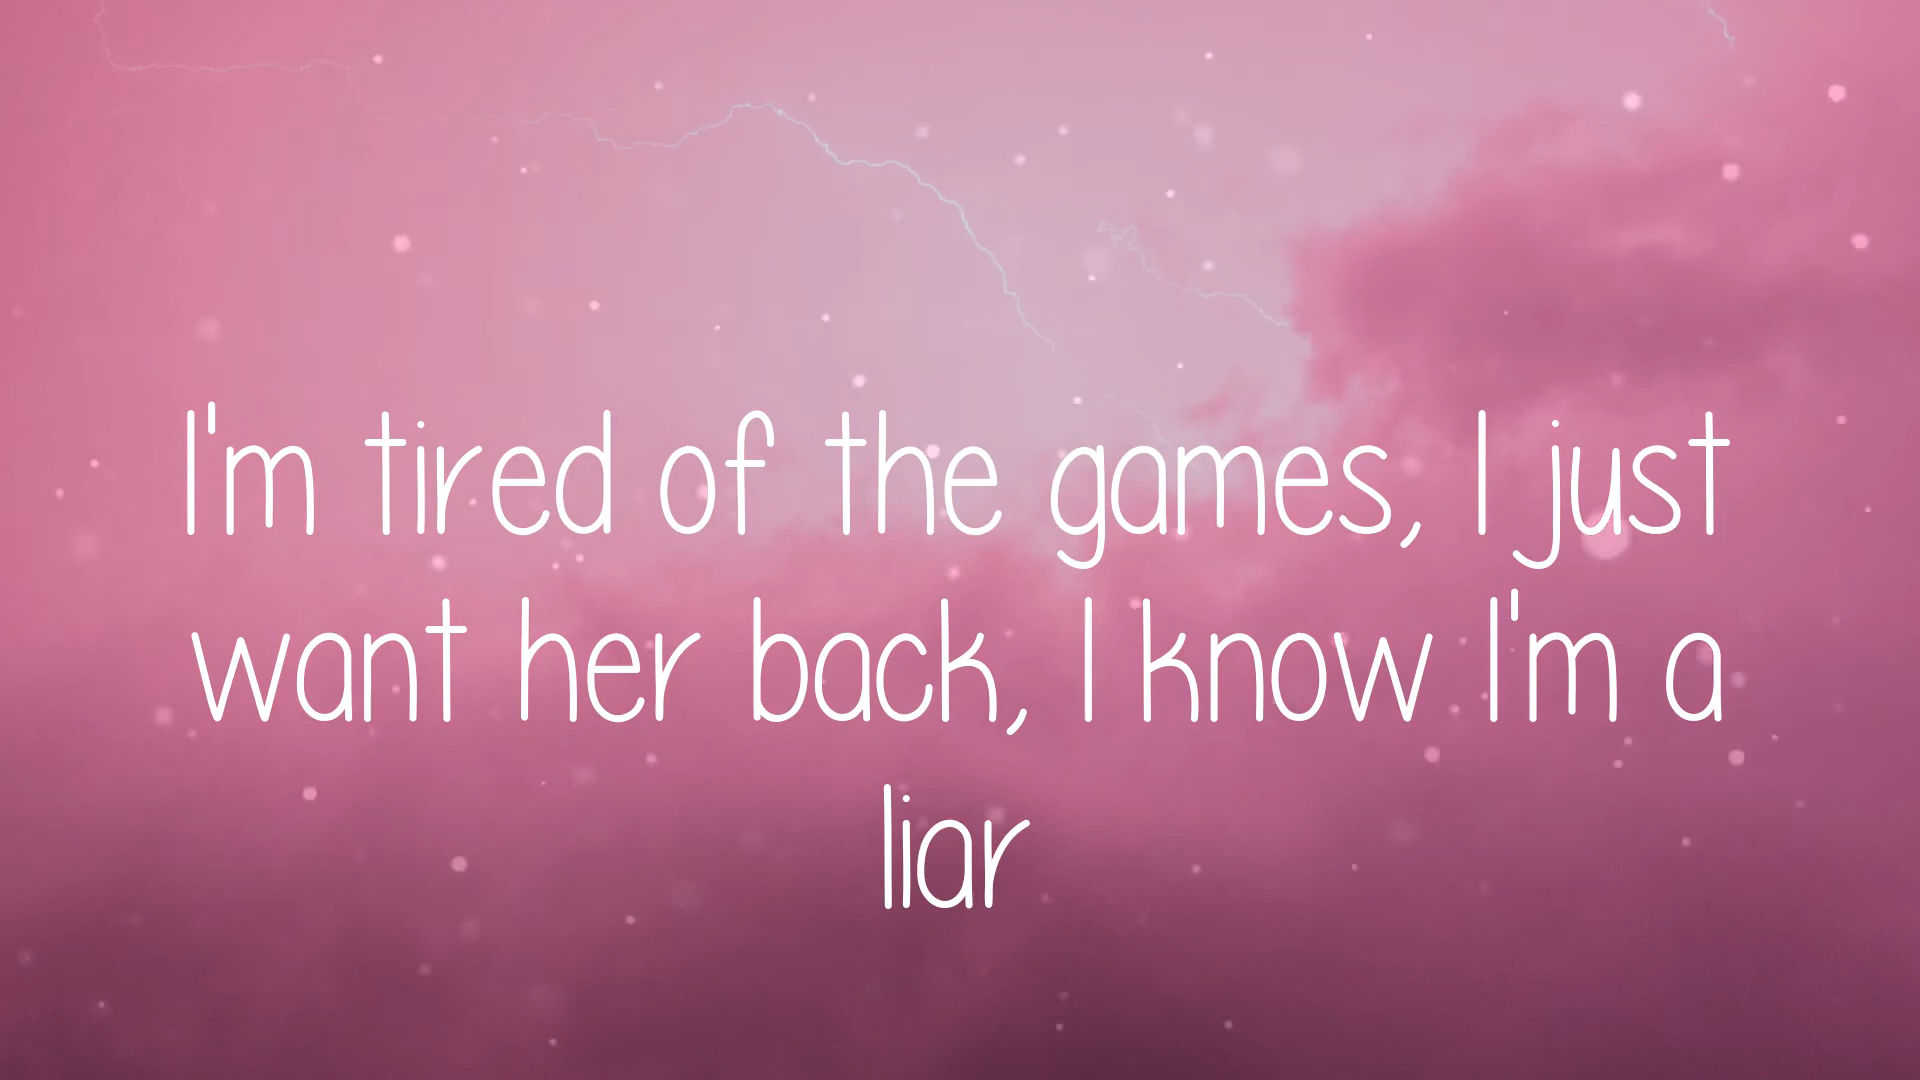 I'm tired of the games, I just
want her back, I know I'm a
liar